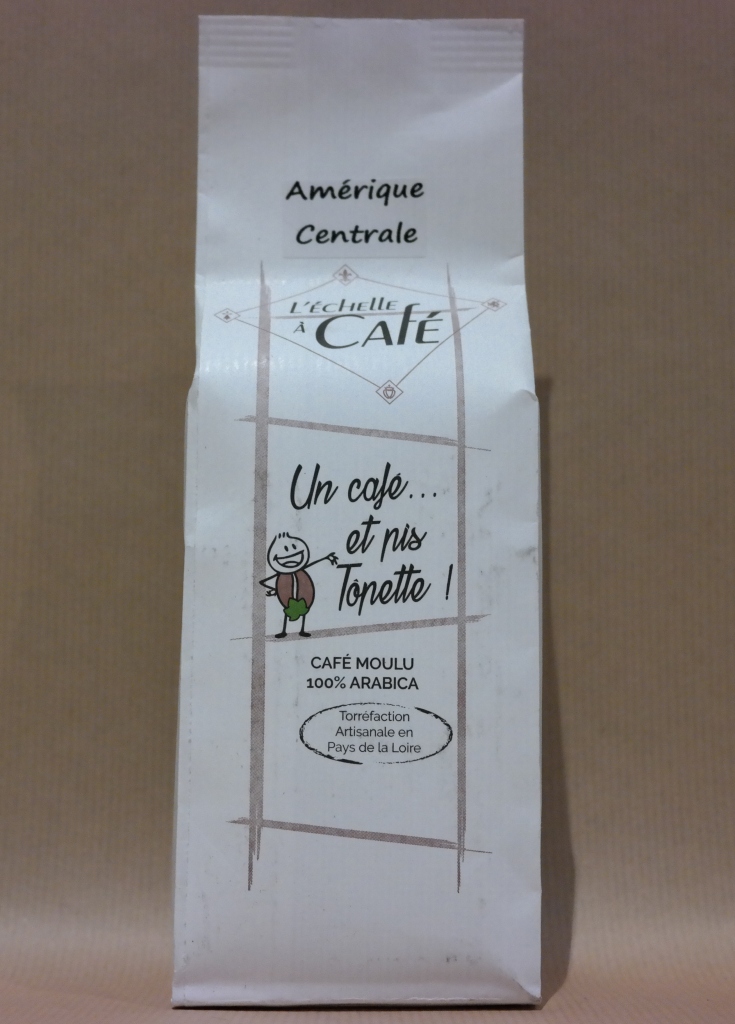 Amérique
Centrale
L'ÉCHELLE
À CAfÉ
Un café...
et pis
Tôpette !
CAFÉ MOULU
100% ARABICA
Torréfaction
Artisanale en
Pays de la Loire